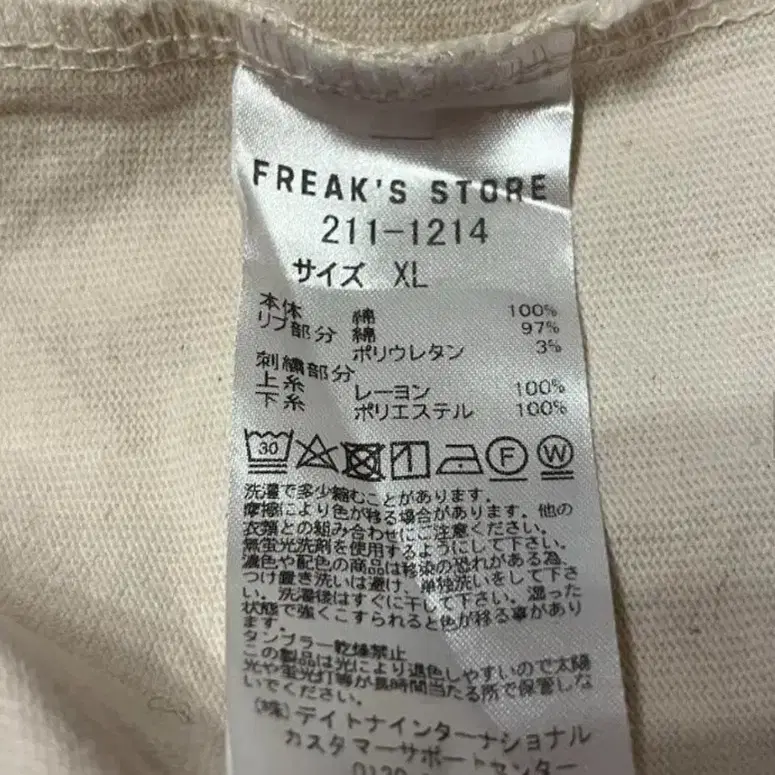 FREAK'S STORE
211-1214
サイズ XL
本体 綿 100%
リブ部分 綿 97%
ポリウレタン 3%
刺繍部分
上糸 レーヨン 100%
下糸 ポリエステル 100%
30 F W
洗濯で多少縮むことがあります。
摩擦により色が移る場合があります。他の
衣類との組み合わせにご注意ください。
無蛍光洗剤を使用するようにして下さい。
濃色や配色の商品は移染の恐れがある為、
つけ置き洗いは避け、単独洗いをして下さ
い。洗濯後はすぐに干して下さい。湿った
状態で強くこすられると色が移る事があり
ます。
タンブラー乾燥禁止
この製品は光により退色しやすいので太陽
光や蛍光灯等が長時間当たる所で保管しな
いでください。
(株)デイトナインターナショナル
カスタマーサポートセンター
0120